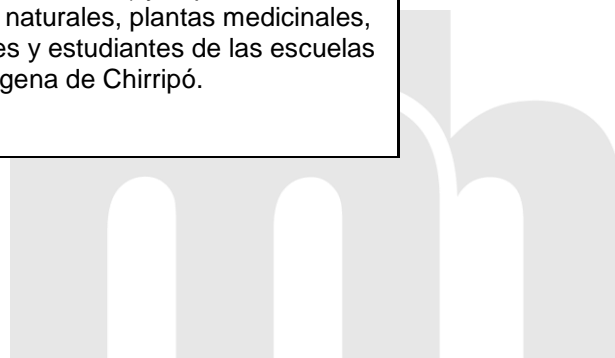 naturales, plantas medicinales,
es y estudiantes de las escuelas
gena de Chirripó.